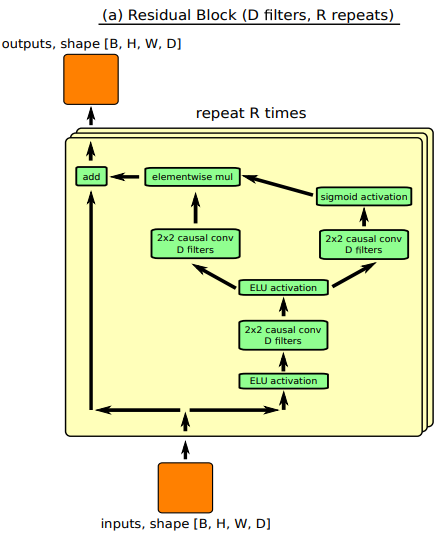 (a) Residual Block (D filters, R repeats)
outputs, shape [B, H, W, D]
repeat R times
add
elementwise mul
sigmoid activation
2x2 causal conv
D filters
2x2 causal conv
D filters
ELU activation
2x2 causal conv
D filters
ELU activation
inputs, shape [B, H, W, D]